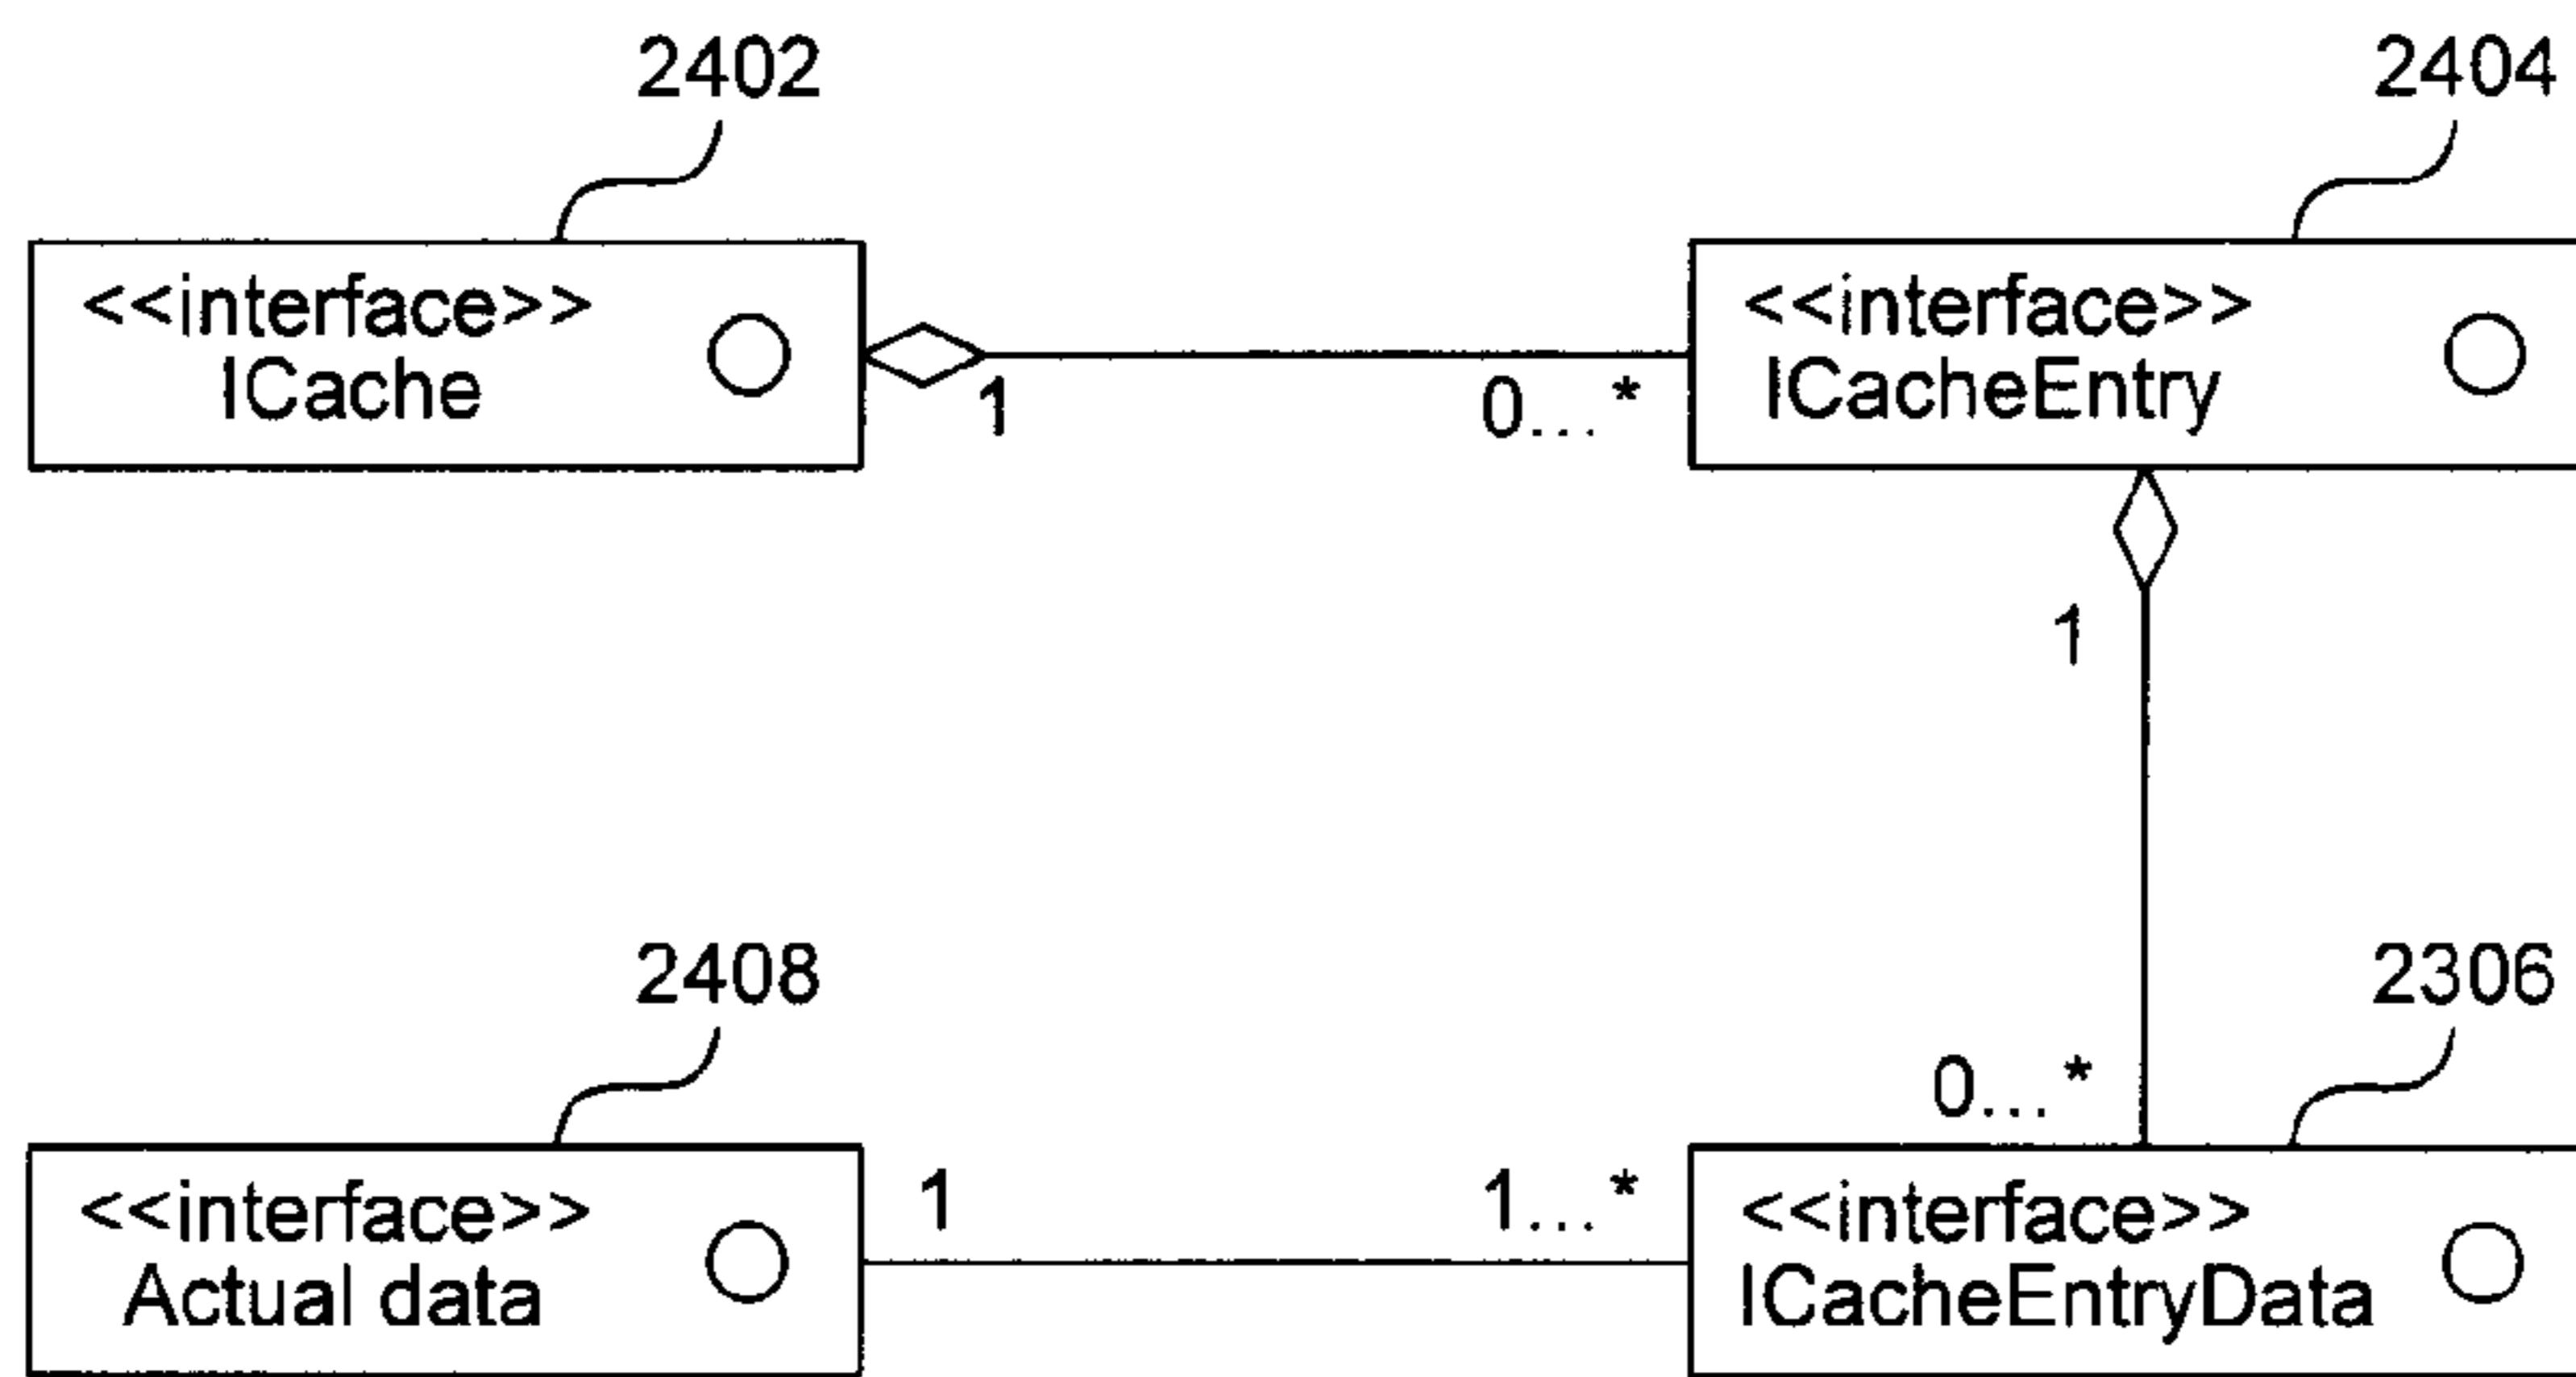 2402
2404
<<interface>>
ICache
1
0...*
<<interface>>
ICacheEntry
1
2408
2306
0...*
<<interface>>
Actual data
1
1...*
<<interface>>
ICacheEntryData